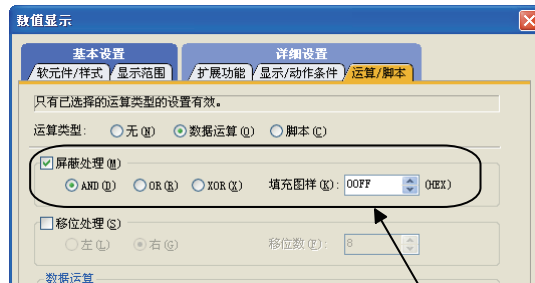 数值显示
基本设置 详细设置
软元件/样式 显示范围 扩展功能 显示/动作条件 运算/脚本
只有已选择的运算类型的设置有效。
运算类型: 无(N) 数据运算(O) 脚本(C)
屏蔽处理(M)
AND(D) OR(R) XOR(X) 填充图样(K): 00FF (HEX)
移位处理(S)
左(L) 右(G) 移位数(F): 8
数据运算